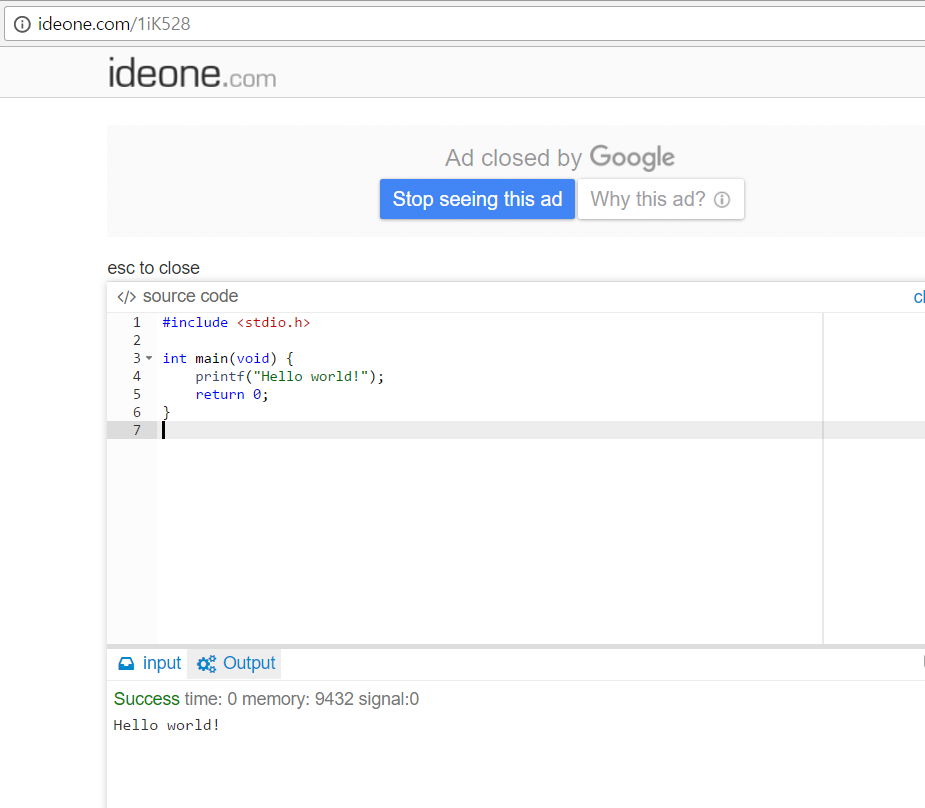 ideone.com/1iK528
ideone.com
Ad closed by Google
Stop seeing this ad Why this ad?
esc to close
</> source code
1 #include <stdio.h>
2
3 int main(void) {
4     printf("Hello world!");
5     return 0;
6 }
7
input Output
Success time: 0 memory: 9432 signal:0
Hello world!